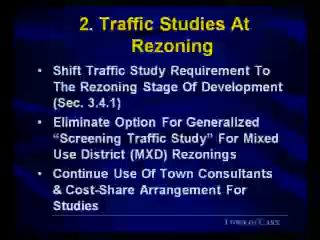 2. Traffic Studies At
Rezoning
• Shift Traffic Study Requirement To
The Rezoning Stage Of Development
(Sec. 3.4.1)
• Eliminate Option For Generalized
“Screening Traffic Study” For Mixed
Use District (MXD) Rezonings
• Continue Use Of Town Consultants
& Cost-Share Arrangement For
Studies